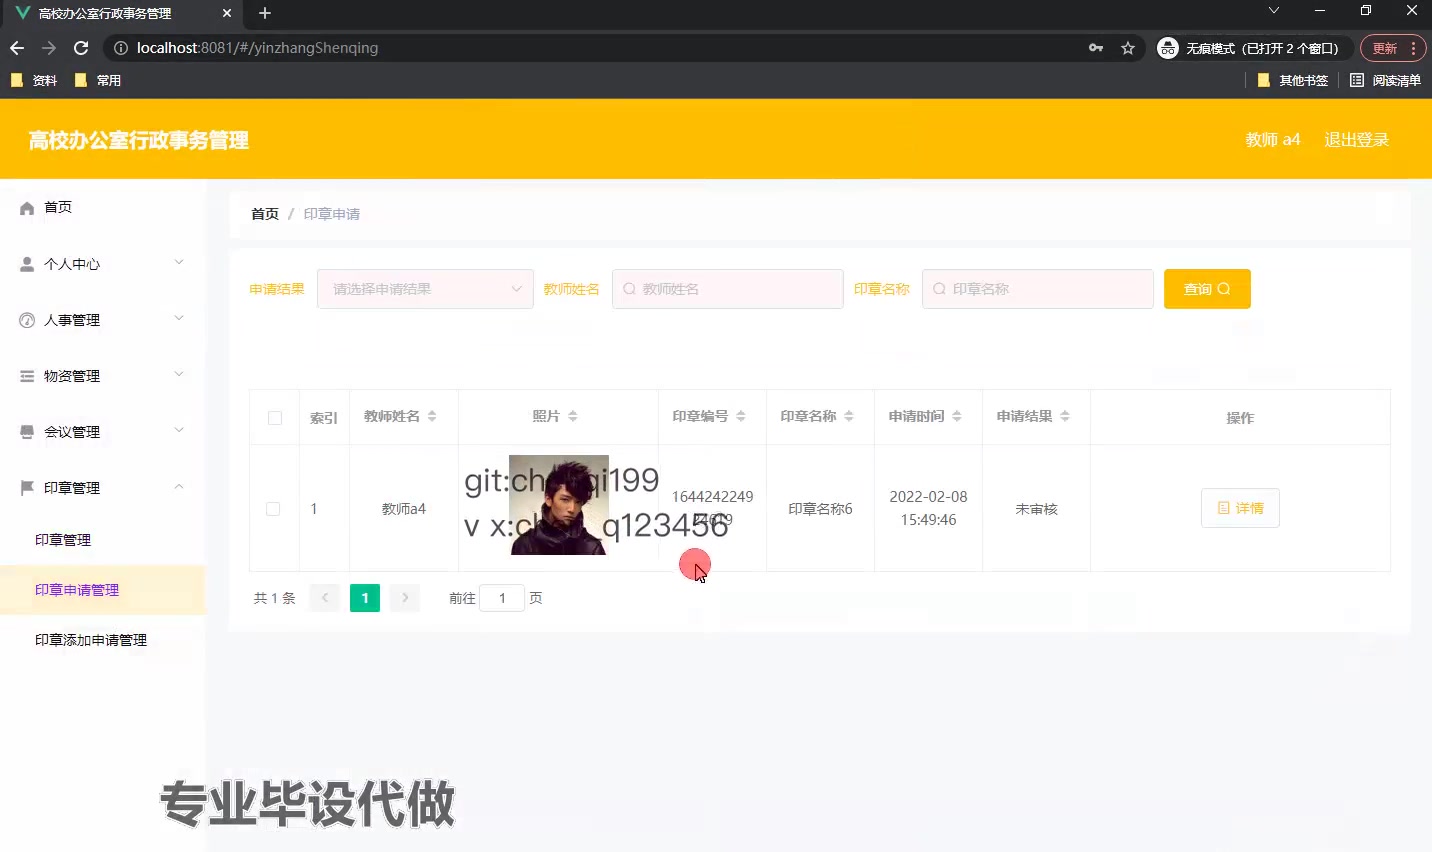 高校办公室行政事务管理
localhost:8081/#/yinzhangShenqing
无痕模式 (已打开 2 个窗口)
更新
资料
常用
其他书签
阅读清单
高校办公室行政事务管理
教师 a4
退出登录
首页
个人中心
人事管理
物资管理
会议管理
印章管理
印章管理
印章申请管理
印章添加申请管理
首页 / 印章申请
申请结果
请选择申请结果
教师姓名
教师姓名
印章名称
印章名称
查询
索引
教师姓名
照片
印章编号
印章名称
申请时间
申请结果
操作
1
教师a4
1644242249
印章名称6
2022-02-08
15:49:46
未审核
详情
共 1 条
1
前往
1
页
专业毕设代做